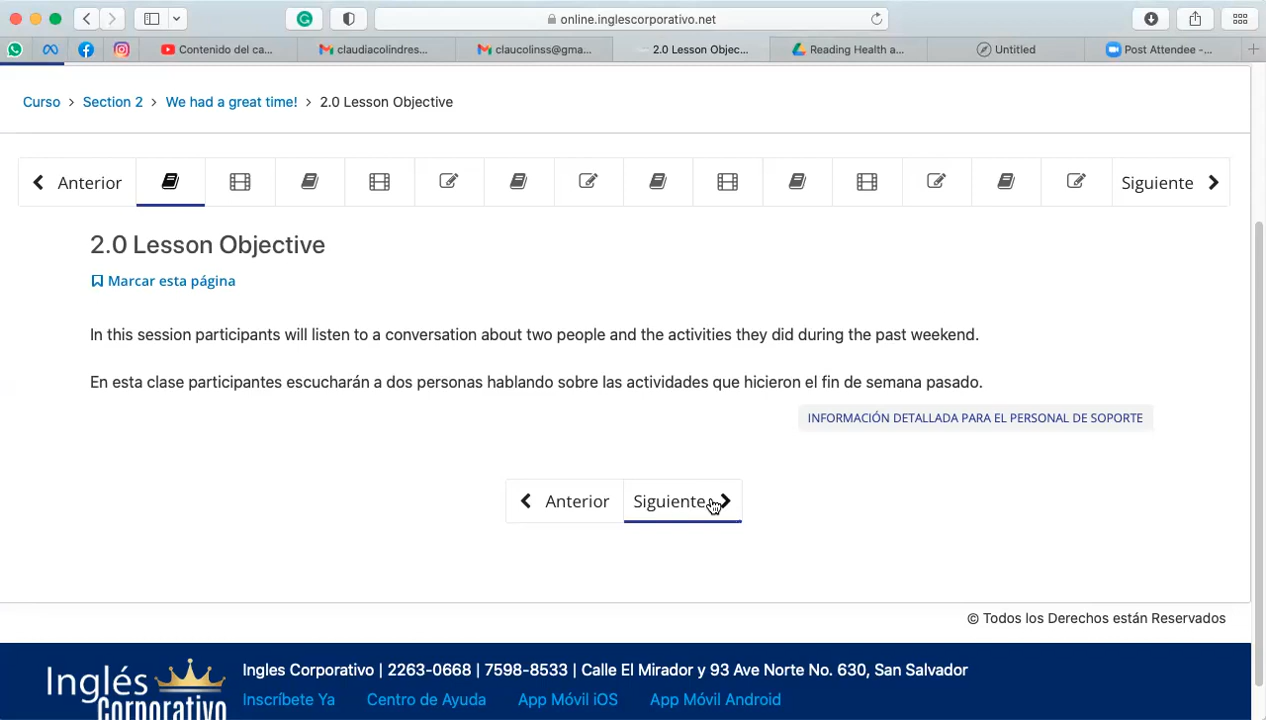 online.inglescorporativo.net
Contenido del ca...
claudiacolindres...
claucolinss@gma...
2.0 Lesson Objec...
Reading Health a...
Untitled
Post Attendee -...
Curso > Section 2 > We had a great time! > 2.0 Lesson Objective
Anterior
Siguiente
2.0 Lesson Objective
Marcar esta página
In this session participants will listen to a conversation about two people and the activities they did during the past weekend.
En esta clase participantes escucharán a dos personas hablando sobre las actividades que hicieron el fin de semana pasado.
INFORMACIÓN DETALLADA PARA EL PERSONAL DE SOPORTE
Anterior
Siguiente
© Todos los Derechos están Reservados
Inglés
Corporativo
Ingles Corporativo | 2263-0668 | 7598-8533 | Calle El Mirador y 93 Ave Norte No. 630, San Salvador
Inscríbete Ya
Centro de Ayuda
App Móvil iOS
App Móvil Android